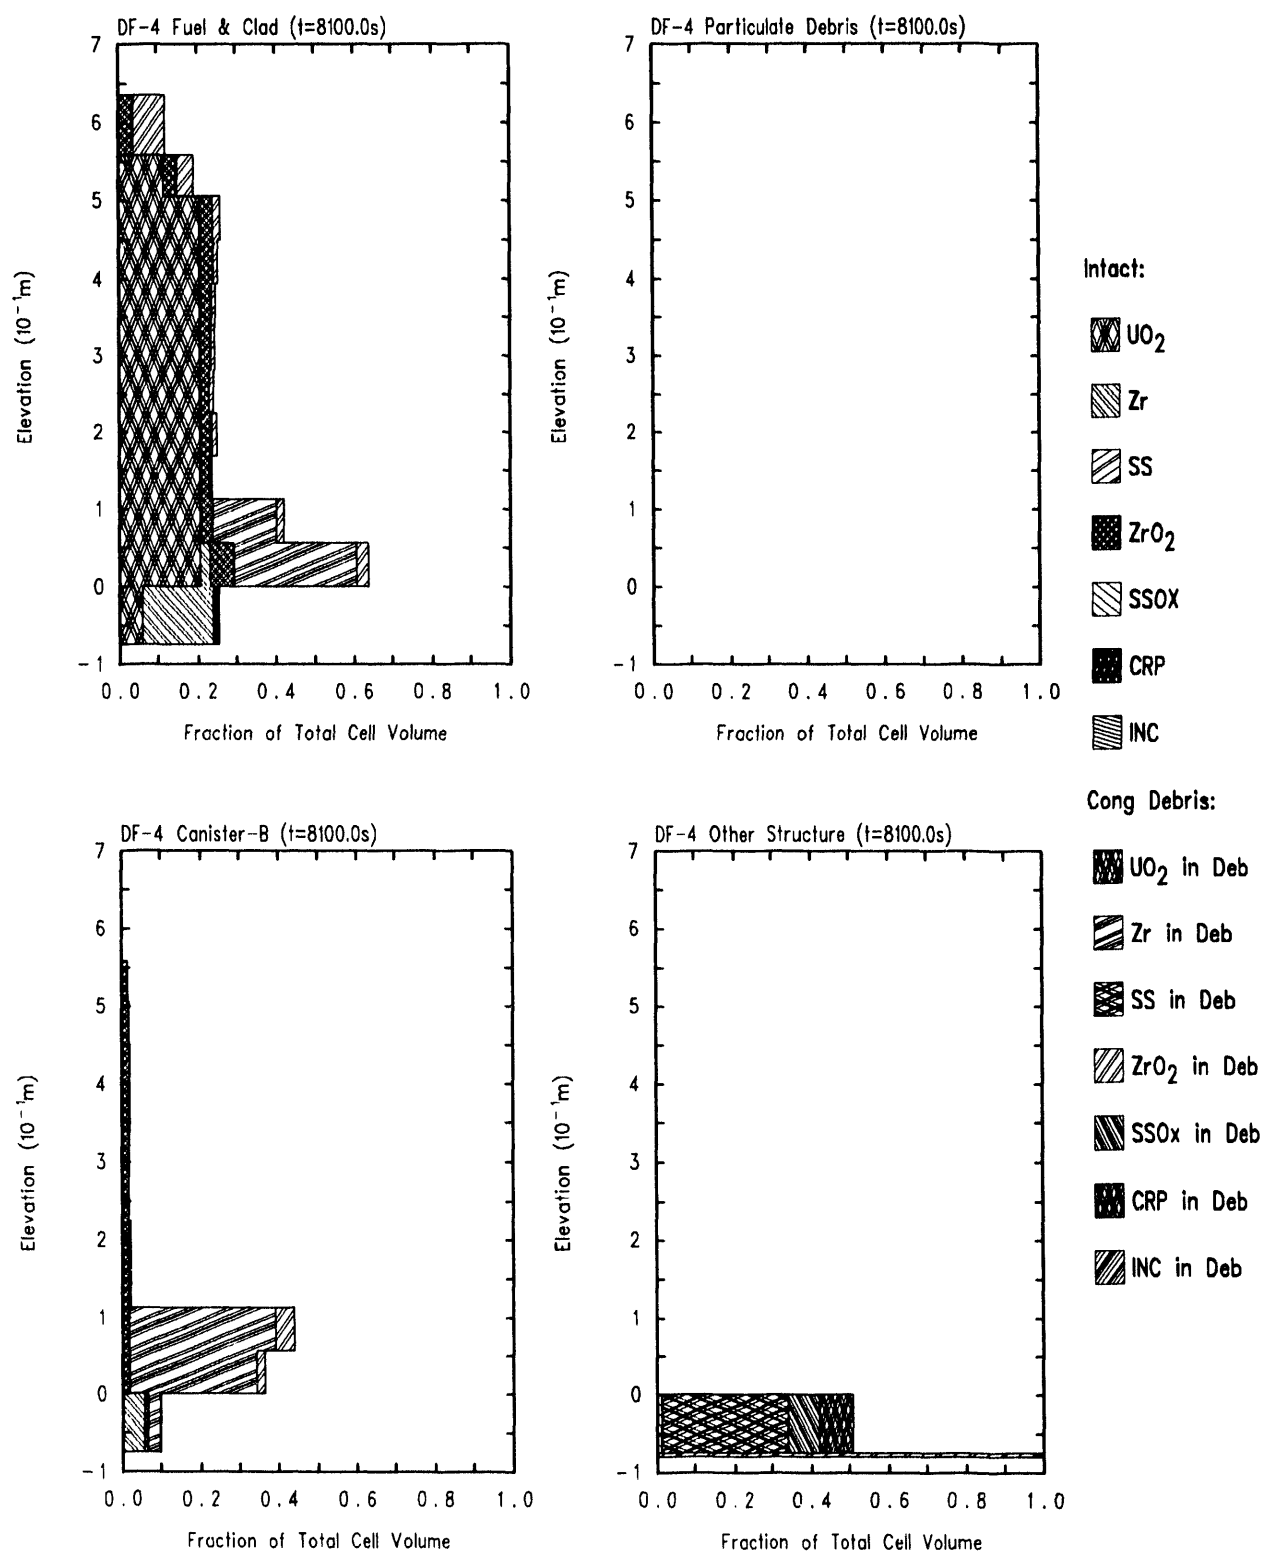 DF-4 Fuel & Clad (t=8100.0s)
7
6
5
4
3
2
1
0
-1
Elevation (10⁻¹m)
0.0 0.2 0.4 0.6 0.8 1.0
Fraction of Total Cell Volume
DF-4 Particulate Debris (t=8100.0s)
7
6
5
4
3
2
1
0
-1
Elevation (10⁻¹m)
0.0 0.2 0.4 0.6 0.8 1.0
Fraction of Total Cell Volume
Intact:
UO₂
Zr
SS
ZrO₂
SSOX
CRP
INC
Cong Debris:
UO₂ in Deb
Zr in Deb
SS in Deb
ZrO₂ in Deb
SSOx in Deb
CRP in Deb
INC in Deb
DF-4 Canister-B (t=8100.0s)
7
6
5
4
3
2
1
0
-1
Elevation (10⁻¹m)
0.0 0.2 0.4 0.6 0.8 1.0
Fraction of Total Cell Volume
DF-4 Other Structure (t=8100.0s)
7
6
5
4
3
2
1
0
-1
Elevation (10⁻¹m)
0.0 0.2 0.4 0.6 0.8 1.0
Fraction of Total Cell Volume